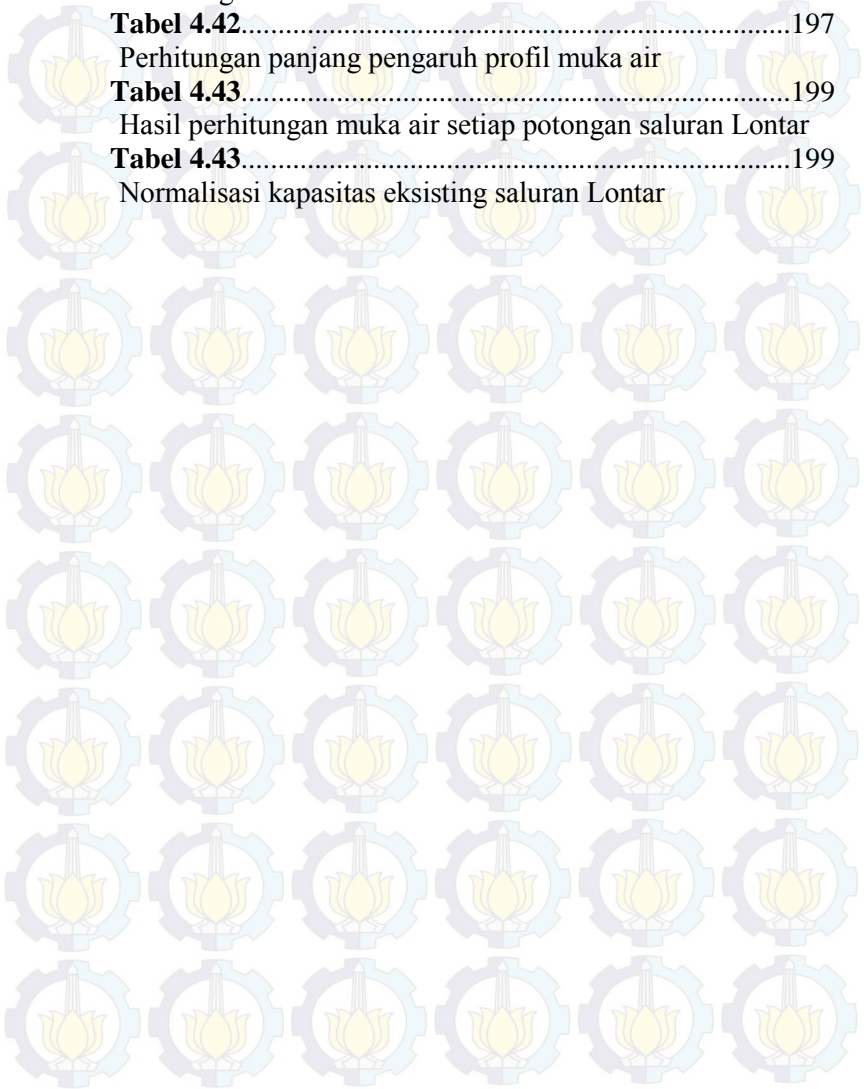 Tabel 4.42.....................................................................197
Perhitungan panjang pengaruh profil muka air
Tabel 4.43.....................................................................199
Hasil perhitungan muka air setiap potongan saluran Lontar
Tabel 4.43.....................................................................199
Normalisasi kapasitas eksisting saluran Lontar